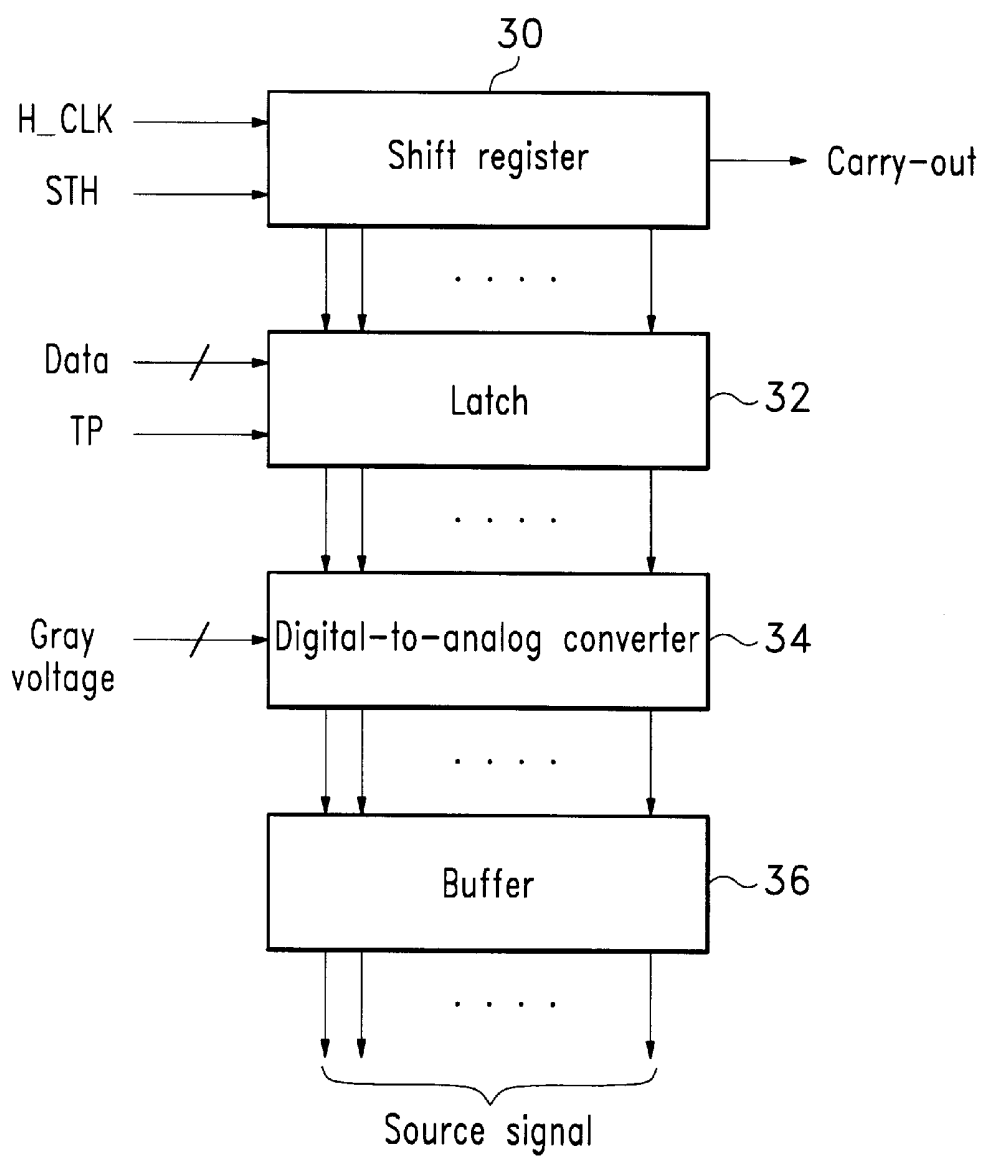 30
H_CLK
Shift register
Carry-out
STH
Data
Latch
32
TP
Gray
voltage
Digital-to-analog converter
34
Buffer
36
Source signal